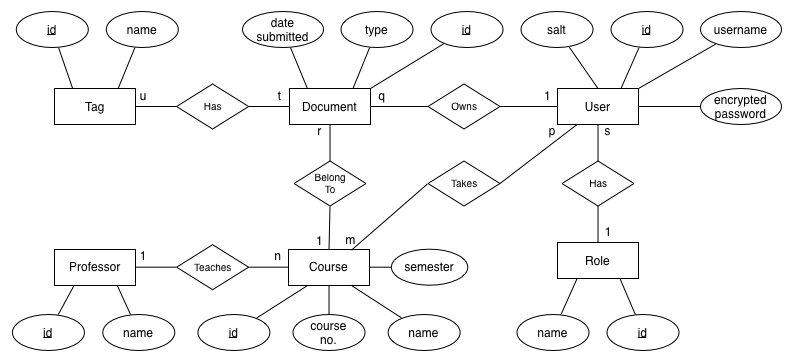 id
name
date
submitted
type
id
salt
id
username
Tag
u
Has
t
Document
q
Owns
1
User
encrypted
password
r
p
s
Belong
To
Takes
Has
1
m
1
Professor
1
Teaches
n
Course
semester
Role
id
name
id
course
no.
name
name
id